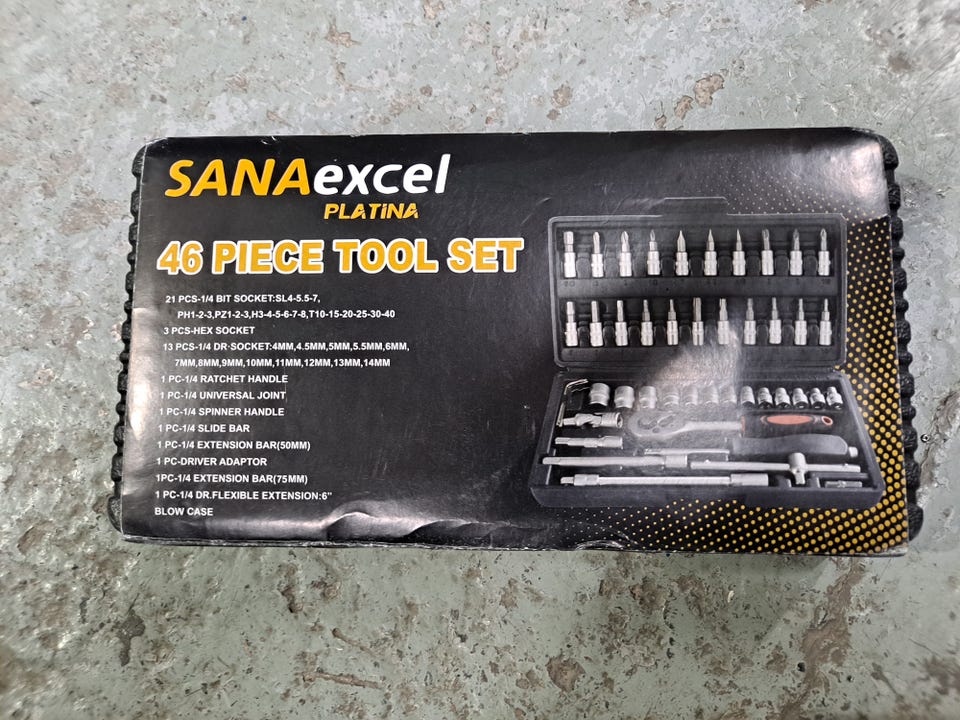 SANAexcel
PLATINA
46 PIECE TOOL SET
21 PCS-1/4 BIT SOCKET:SL4-5.5-7,
PH1-2-3,PZ1-2-3,H3-4-5-6-7-8,T10-15-20-25-30-40
3 PCS-HEX SOCKET
13 PCS-1/4 DR·SOCKET:4MM,4.5MM,5MM,5.5MM,6MM,
7MM,8MM,9MM,10MM,11MM,12MM,13MM,14MM
1 PC-1/4 RATCHET HANDLE
1 PC-1/4 UNIVERSAL JOINT
1 PC-1/4 SPINNER HANDLE
1 PC-1/4 SLIDE BAR
1 PC-1/4 EXTENSION BAR(50MM)
1 PC-DRIVER ADAPTOR
1PC-1/4 EXTENSION BAR(75MM)
1 PC-1/4 DR.FLEXIBLE EXTENSION:6"
BLOW CASE